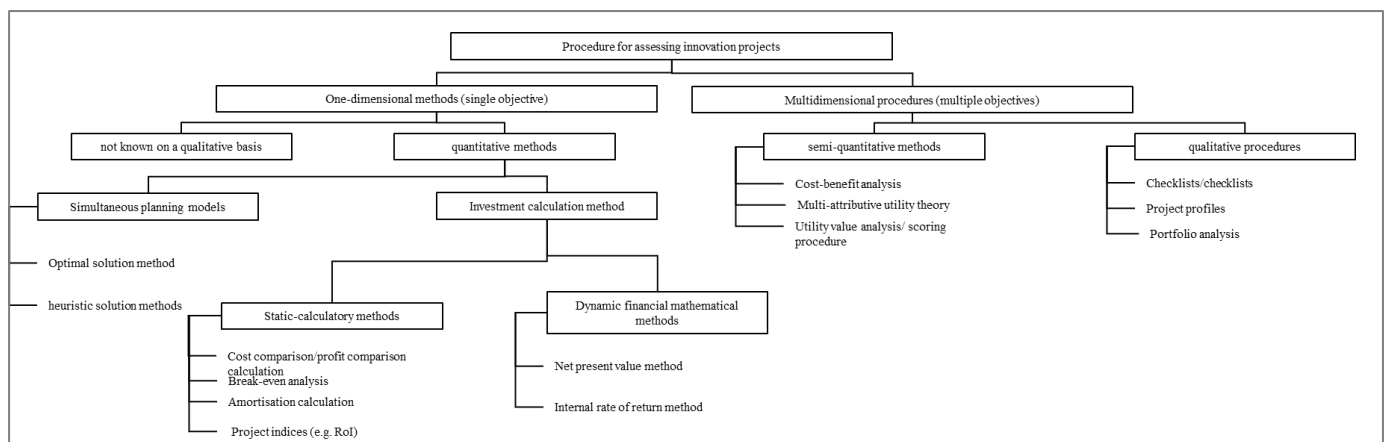 Procedure for assessing innovation projects
One-dimensional methods (single objective)
Multidimensional procedures (multiple objectives)
not known on a qualitative basis
quantitative methods
semi-quantitative methods
qualitative procedures
Simultaneous planning models
Investment calculation method
Cost-benefit analysis
Multi-attributive utility theory
Utility value analysis/ scoring
procedure
Checklists/checklists
Project profiles
Portfolio analysis
Optimal solution method
heuristic solution methods
Static-calculatory methods
Dynamic financial mathematical
methods
Cost comparison/profit comparison
calculation
Break-even analysis
Amortisation calculation
Project indices (e.g. RoI)
Net present value method
Internal rate of return method